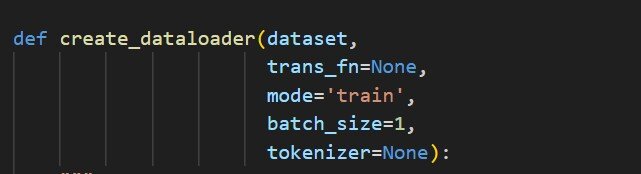 def create_dataloader(dataset,
                      trans_fn=None,
                      mode='train',
                      batch_size=1,
                      tokenizer=None):
    """